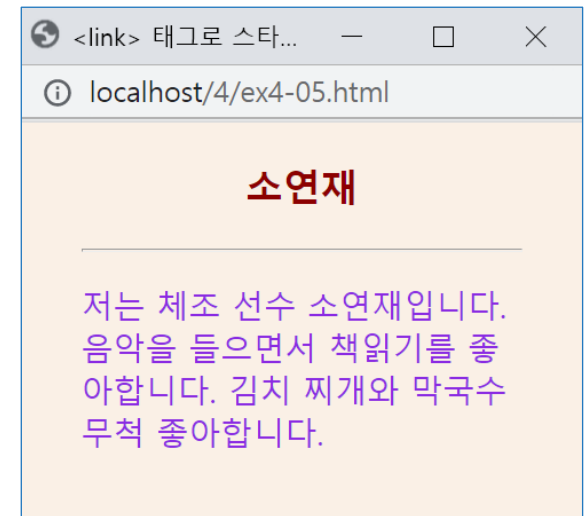 <link> 태그로 스타...
localhost/4/ex4-05.html
소연재
저는 체조 선수 소연재입니다.
음악을 들으면서 책읽기를 좋
아합니다. 김치 찌개와 막국수
무척 좋아합니다.